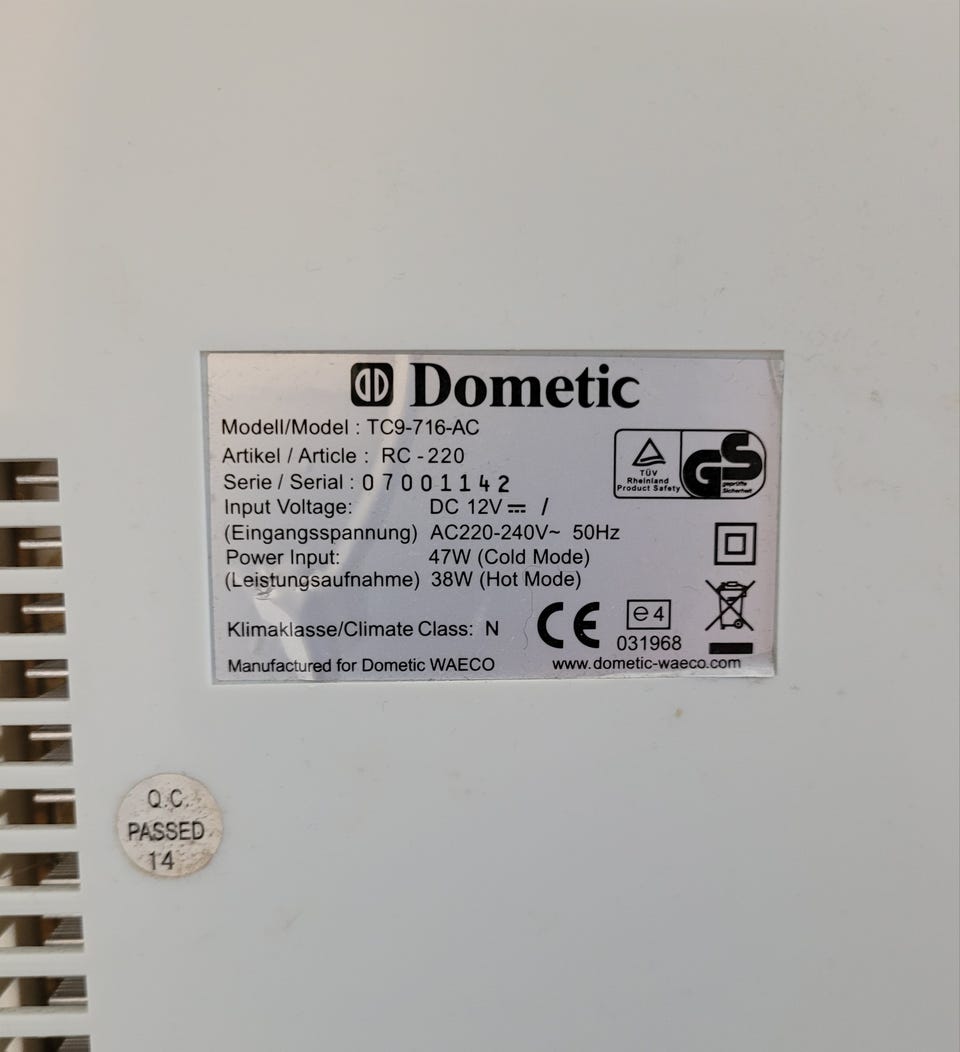 Dometic
Modell/Model : TC9-716-AC
Artikel / Article : RC - 220
Serie / Serial : 07001142
Input Voltage: DC 12V⎓ /
(Eingangsspannung) AC220-240V~ 50Hz
Power Input: 47W (Cold Mode)
(Leistungsaufnahme) 38W (Hot Mode)
Klimaklasse/Climate Class: N
Manufactured for Dometic WAECO
TÜV
Rheinland
Product Safety
GS
geprüfte
Sicherheit
CE
e4
031968
www.dometic-waeco.com
Q.C.
PASSED
14